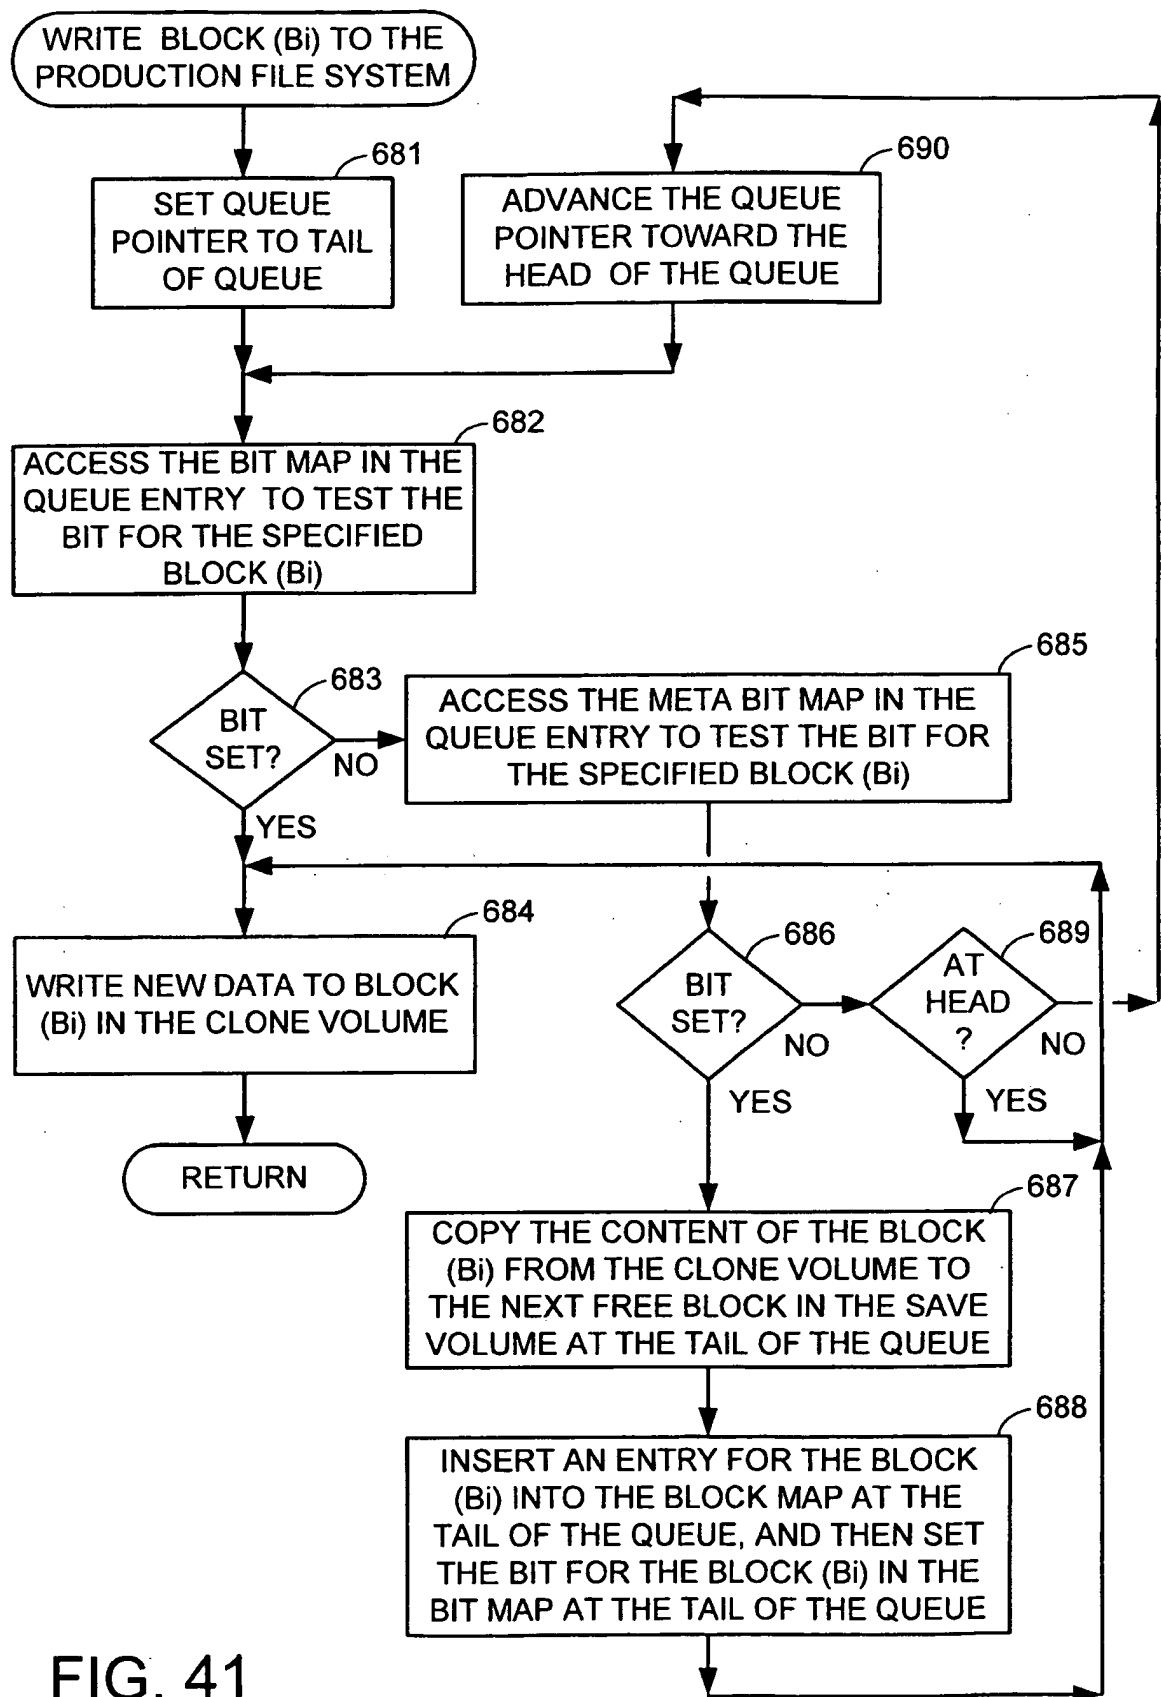 WRITE BLOCK (Bi) TO THE
PRODUCTION FILE SYSTEM
681
SET QUEUE
POINTER TO TAIL
OF QUEUE
690
ADVANCE THE QUEUE
POINTER TOWARD THE
HEAD OF THE QUEUE
682
ACCESS THE BIT MAP IN THE
QUEUE ENTRY TO TEST THE
BIT FOR THE SPECIFIED
BLOCK (Bi)
683
BIT
SET?
NO
YES
685
ACCESS THE META BIT MAP IN THE
QUEUE ENTRY TO TEST THE BIT FOR
THE SPECIFIED BLOCK (Bi)
684
WRITE NEW DATA TO BLOCK
(Bi) IN THE CLONE VOLUME
RETURN
686
BIT
SET?
NO
YES
689
AT
HEAD
?
NO
YES
687
COPY THE CONTENT OF THE BLOCK
(Bi) FROM THE CLONE VOLUME TO
THE NEXT FREE BLOCK IN THE SAVE
VOLUME AT THE TAIL OF THE QUEUE
688
INSERT AN ENTRY FOR THE BLOCK
(Bi) INTO THE BLOCK MAP AT THE
TAIL OF THE QUEUE, AND THEN SET
THE BIT FOR THE BLOCK (Bi) IN THE
BIT MAP AT THE TAIL OF THE QUEUE
FIG. 41